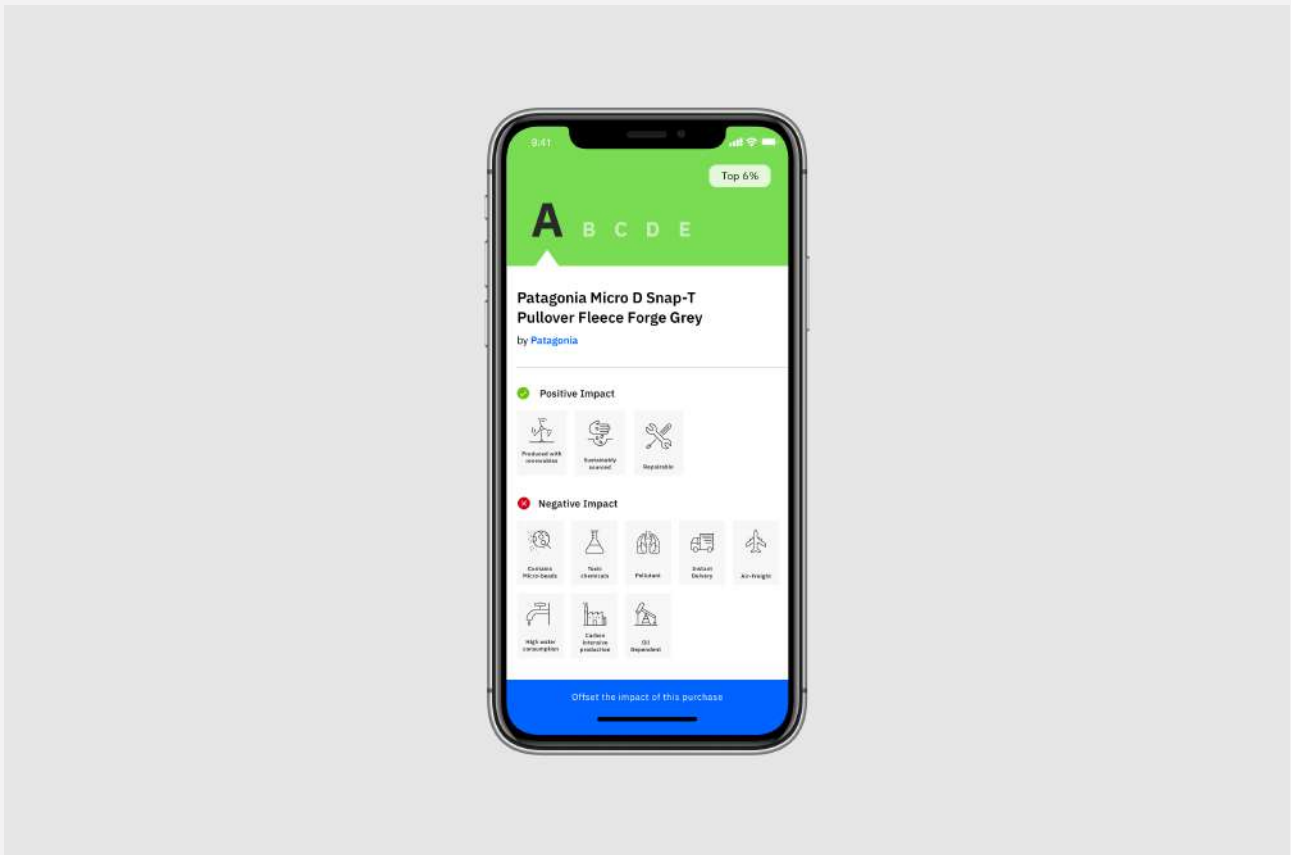 9:41
Top 6%
A B C D E
Patagonia Micro D Snap-T
Pullover Fleece Forge Grey
by Patagonia
Positive Impact
Produced with
renewables
Sustainably
sourced
Repairable
Negative Impact
Contains
Micro-beads
Toxic
chemicals
Pollutant
Instant
Delivery
Air-Freight
High water
consumption
Carbon
intensive
production
Oil
Dependent
Offset the impact of this purchase